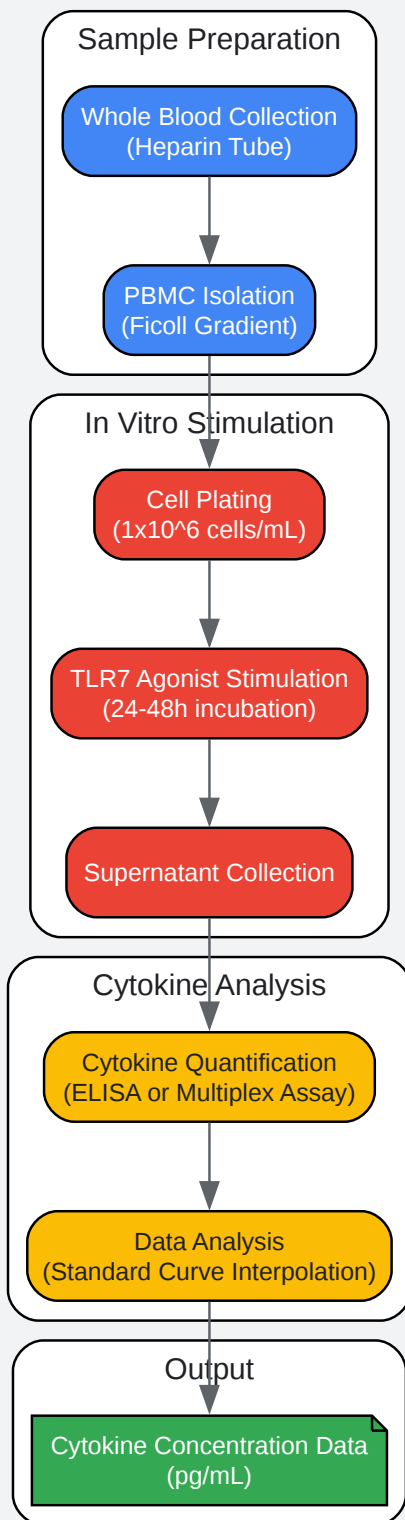 Sample Preparation
Whole Blood Collection
(Heparin Tube)
PBMC Isolation
(Ficoll Gradient)
In Vitro Stimulation
Cell Plating
(1x10^6 cells/mL)
TLR7 Agonist Stimulation
(24-48h incubation)
Supernatant Collection
Cytokine Analysis
Cytokine Quantification
(ELISA or Multiplex Assay)
Data Analysis
(Standard Curve Interpolation)
Output
Cytokine Concentration Data
(pg/mL)